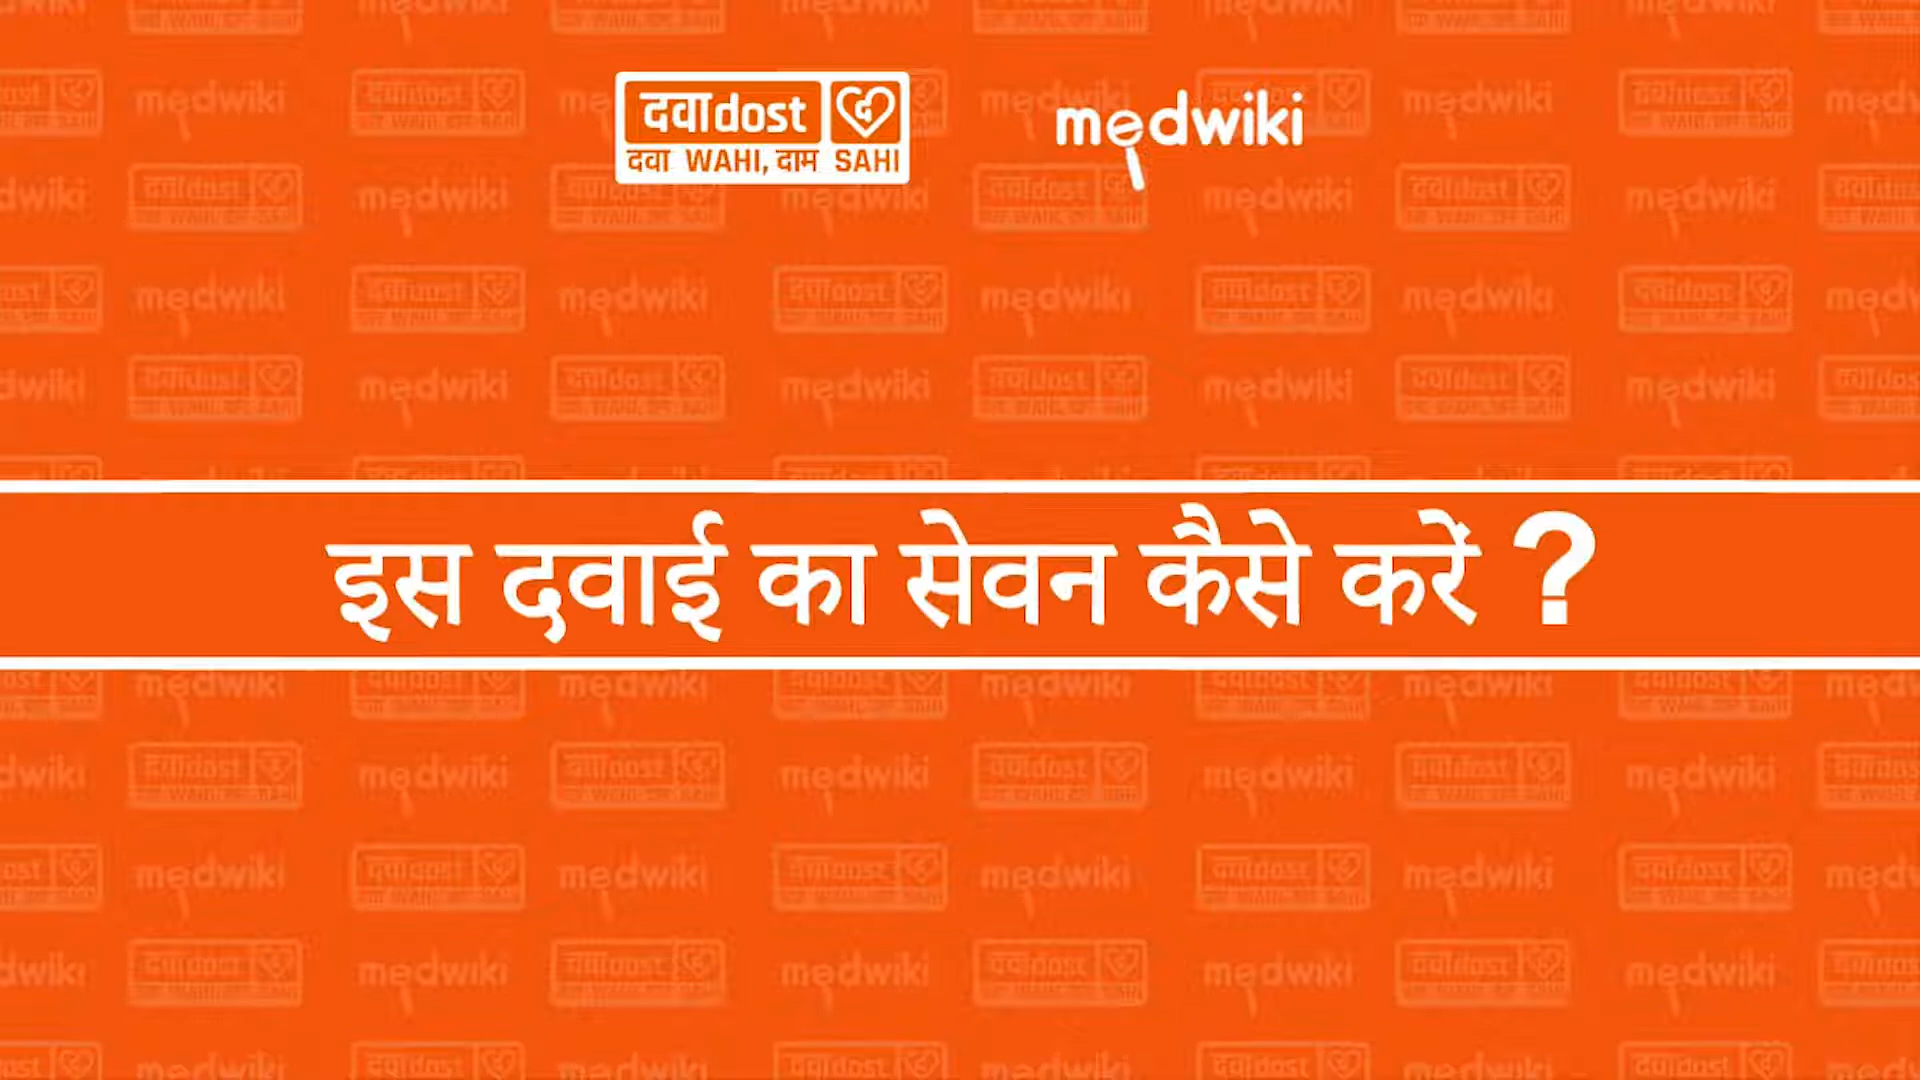 दवाdost
दवा WAHI, दाम SAHI
medwiki
इस दवाई का सेवन कैसे करें ?